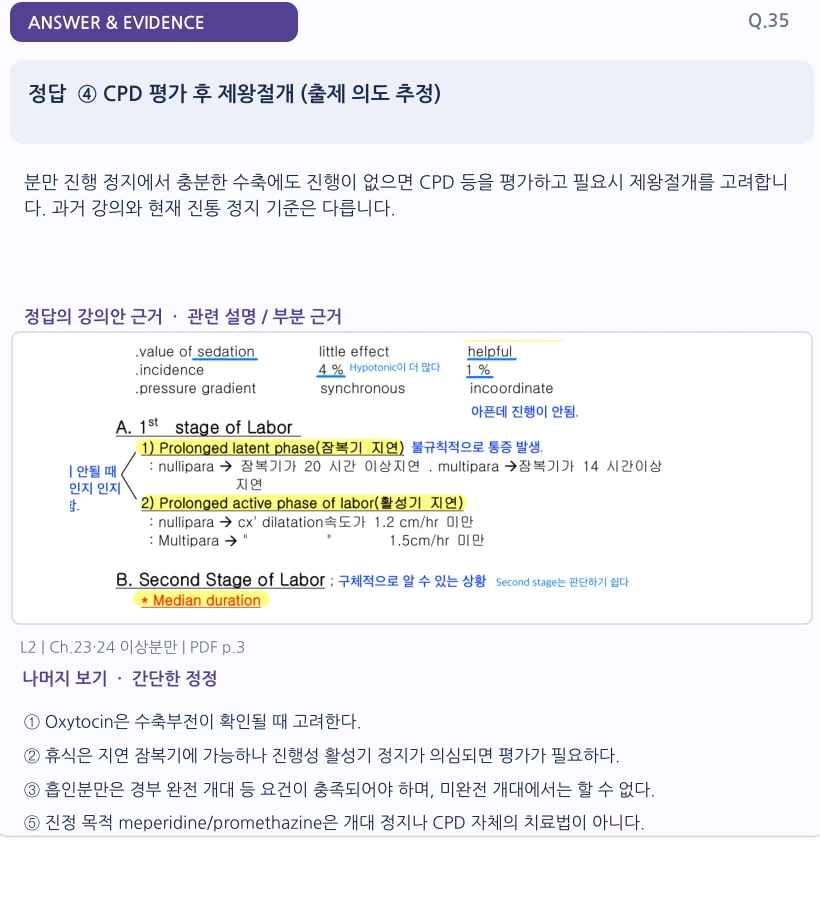 ANSWER & EVIDENCE
Q.35
정답 ④ CPD 평가 후 제왕절개 (출제 의도 추정)
분만 진행 정지에서 충분한 수축에도 진행이 없으면 CPD 등을 평가하고 필요시 제왕절개를 고려합니
다. 과거 강의와 현재 진통 정지 기준은 다릅니다.
정답의 강의안 근거 · 관련 설명 / 부분 근거
.value of sedation little effect helpful
.incidence 4 % Hypotonic이 더 많다 1 %
.pressure gradient synchronous incoordinate
아픈데 진행이 안됨.
A. 1st stage of Labor
1) Prolonged latent phase(잠복기 지연) 불규칙적으로 통증 발생.
: nullipara → 잠복기가 20 시간 이상지연 . multipara →잠복기가 14 시간이상
지연
안될 때
인지 인지
2) Prolonged active phase of labor(활성기 지연)
: nullipara → cx' dilatation속도가 1.2 cm/hr 미만
: Multipara → " " 1.5cm/hr 미만
B. Second Stage of Labor ; 구체적으로 알 수 있는 상황 Second stage는 판단하기 쉽다
* Median duration
L2 | Ch.23·24 이상분만 | PDF p.3
나머지 보기 · 간단한 정정
① Oxytocin은 수축부전이 확인될 때 고려한다.
② 휴식은 지연 잠복기에 가능하나 진행성 활성기 정지가 의심되면 평가가 필요하다.
③ 흡인분만은 경부 완전 개대 등 요건이 충족되어야 하며, 미완전 개대에서는 할 수 없다.
⑤ 진정 목적 meperidine/promethazine은 개대 정지나 CPD 자체의 치료법이 아니다.